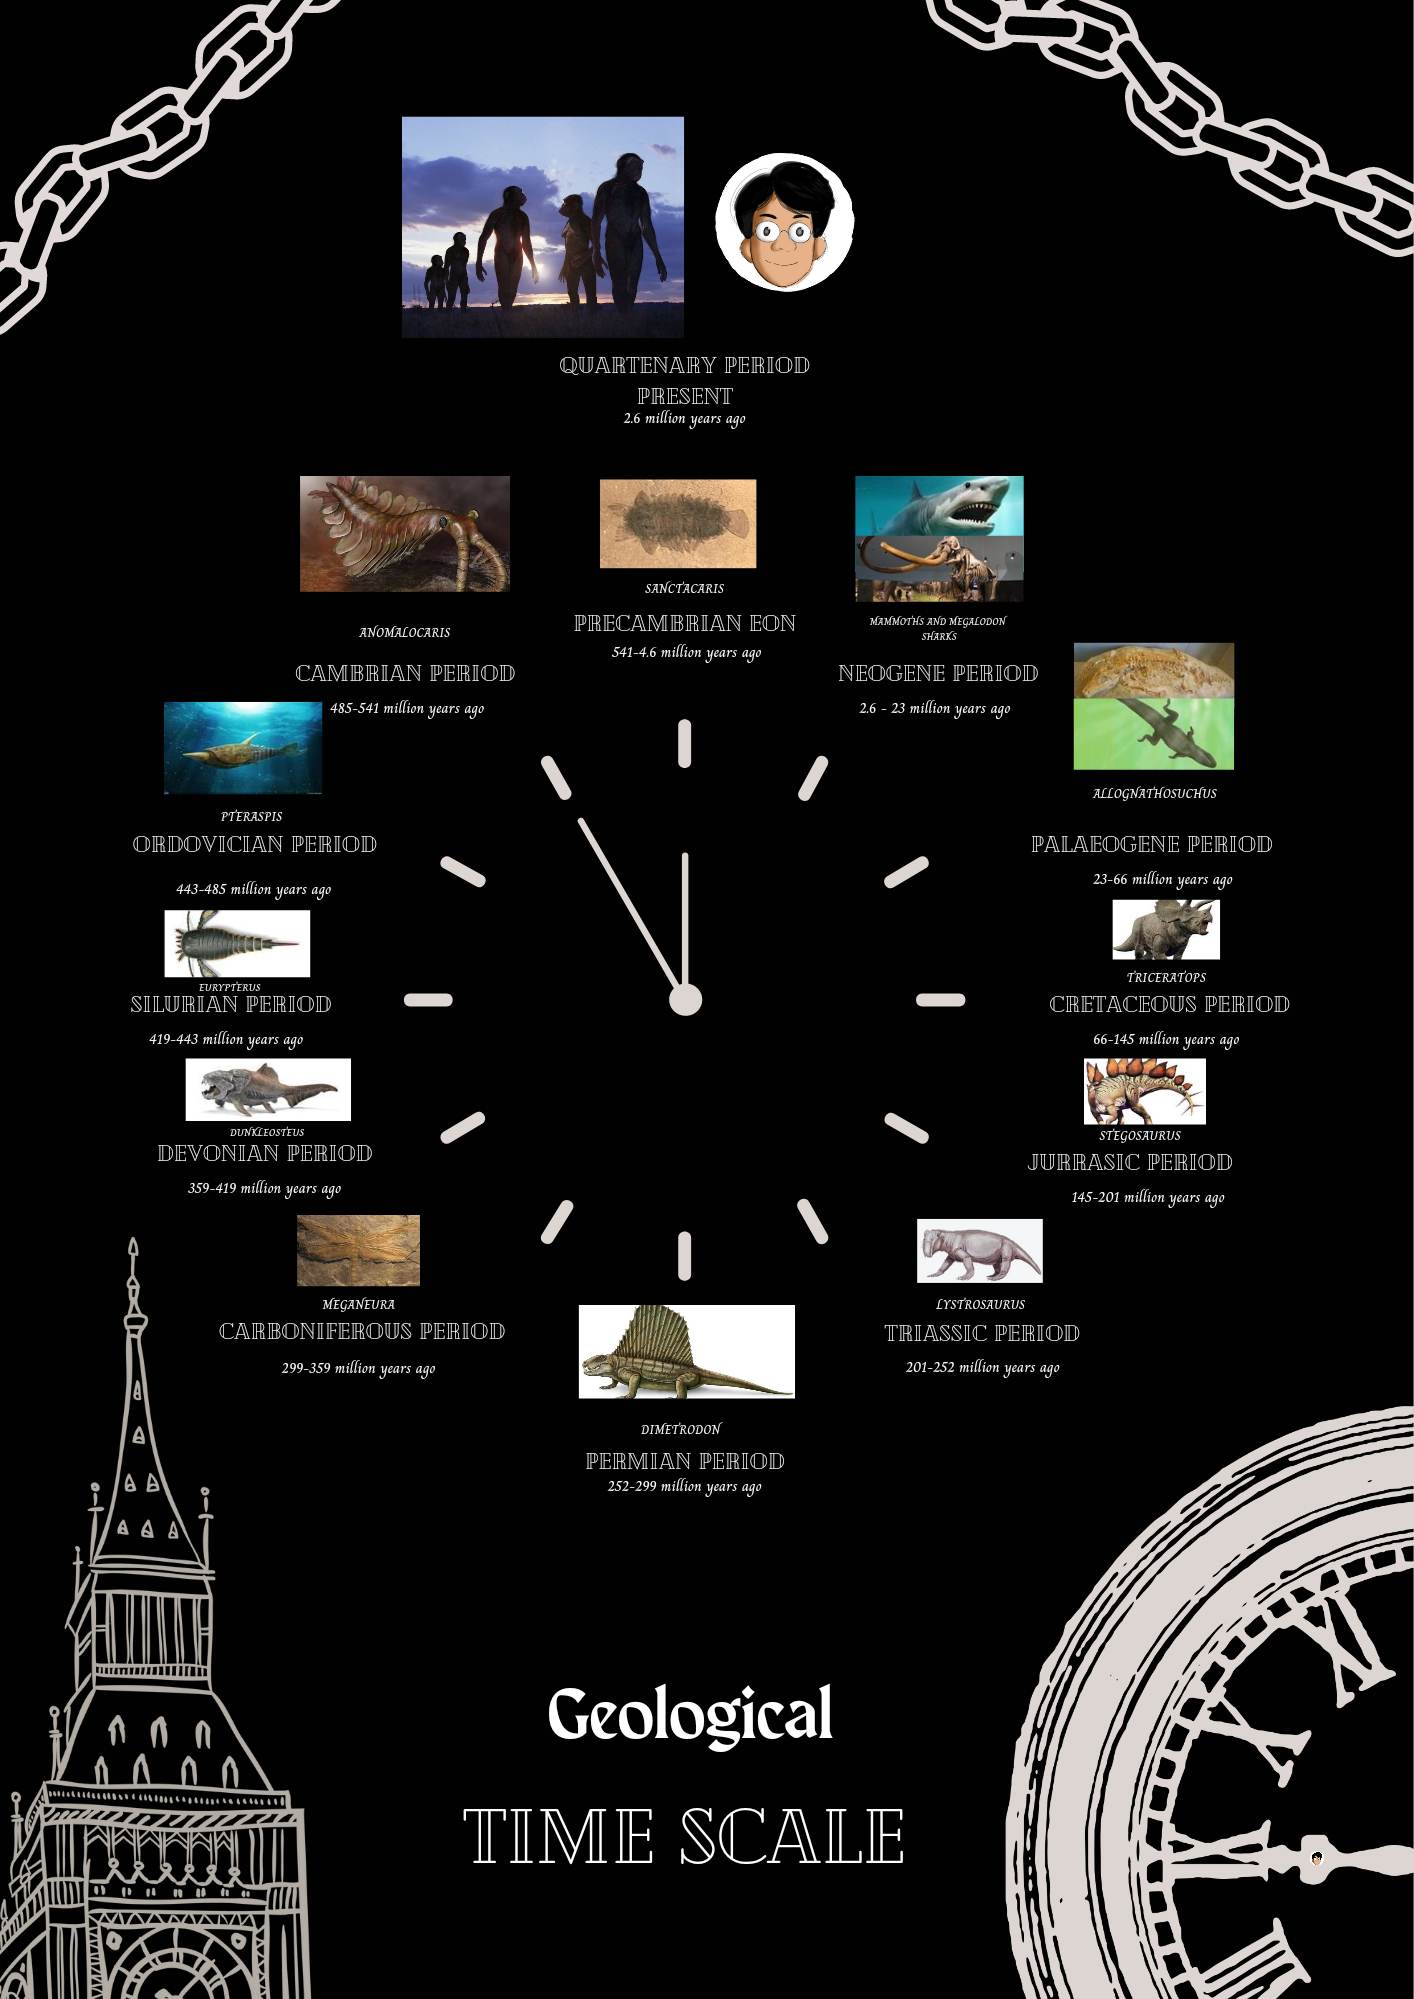 QUARTENARY PERIOD
PRESENT
2.6 million years ago
SANCTACARIS
PRECAMBRIAN EON
541-4.6 million years ago
MAMMOTHS AND MEGALODON
SHARKS
NEOGENE PERIOD
2.6 - 23 million years ago
ALLOGNATHOSUCHUS
PALAEOGENE PERIOD
23-66 million years ago
TRICERATOPS
CRETACEOUS PERIOD
66-145 million years ago
STEGOSAURUS
JURRASIC PERIOD
145-201 million years ago
LYSTROSAURUS
TRIASSIC PERIOD
201-252 million years ago
DIMETRODON
PERMIAN PERIOD
252-299 million years ago
MEGANEURA
CARBONIFEROUS PERIOD
299-359 million years ago
DUNKLEOSTEUS
DEVONIAN PERIOD
359-419 million years ago
EURYPTERUS
SILURIAN PERIOD
419-443 million years ago
PTERASPIS
ORDOVICIAN PERIOD
443-485 million years ago
ANOMALOCARIS
CAMBRIAN PERIOD
485-541 million years ago
Geological
TIME SCALE